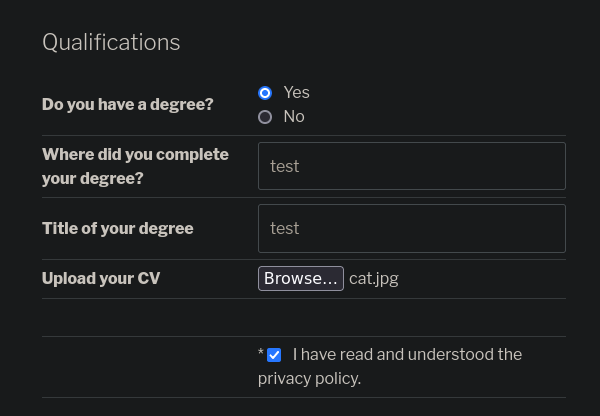 Qualifications
Do you have a degree?
Yes
No
Where did you complete
your degree?
test
Title of your degree
test
Upload your CV
Browse... cat.jpg
* I have read and understood the
privacy policy.